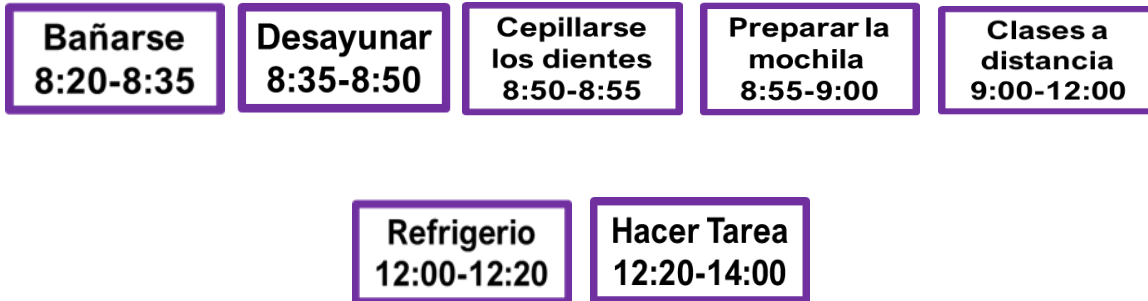 Bañarse
8:20-8:35
Desayunar
8:35-8:50
Cepillarse
los dientes
8:50-8:55
Preparar la
mochila
8:55-9:00
Clases a
distancia
9:00-12:00
Refrigerio
12:00-12:20
Hacer Tarea
12:20-14:00